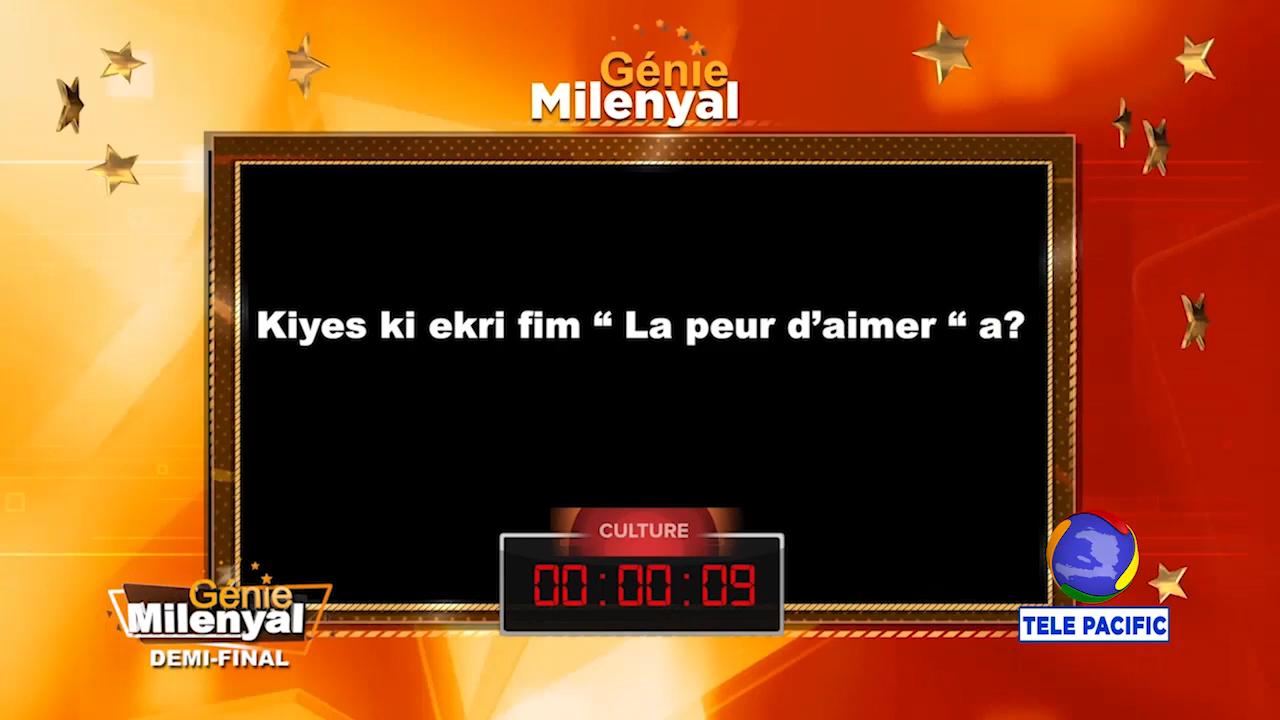 Génie
Milenyal
Kiyes ki ekri fim “ La peur d’aimer “ a?
CULTURE
00:00:09
Génie
Milenyal
DEMI-FINAL
TELE PACIFIC